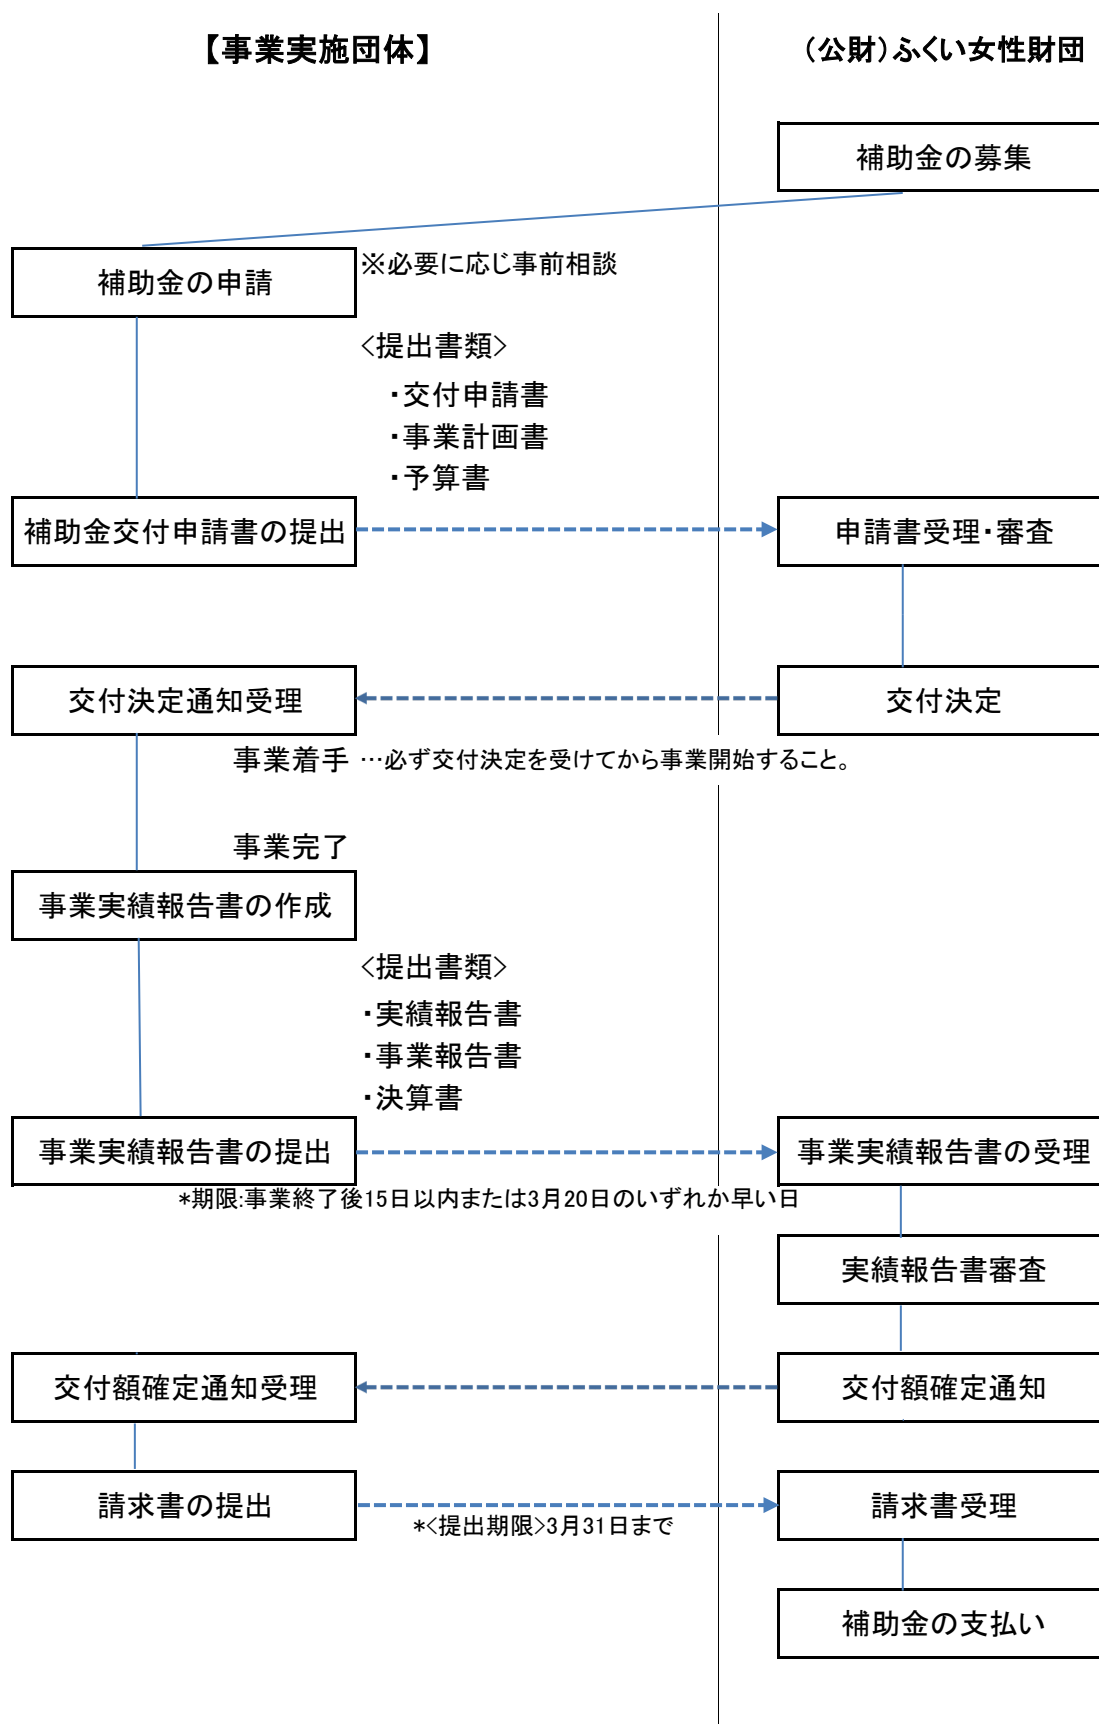 【事業実施団体】
（公財）ふくい女性財団
補助金の募集
補助金の申請
※必要に応じ事前相談
<提出書類>
・交付申請書
・事業計画書
・予算書
補助金交付申請書の提出
申請書受理・審査
交付決定通知受理
交付決定
事業着手 …必ず交付決定を受けてから事業開始すること。
事業完了
事業実績報告書の作成
<提出書類>
・実績報告書
・事業報告書
・決算書
事業実績報告書の提出
事業実績報告書の受理
*期限:事業終了後15日以内または3月20日のいずれか早い日
実績報告書審査
交付額確定通知受理
交付額確定通知
請求書の提出
請求書受理
*<提出期限>3月31日まで
補助金の支払い